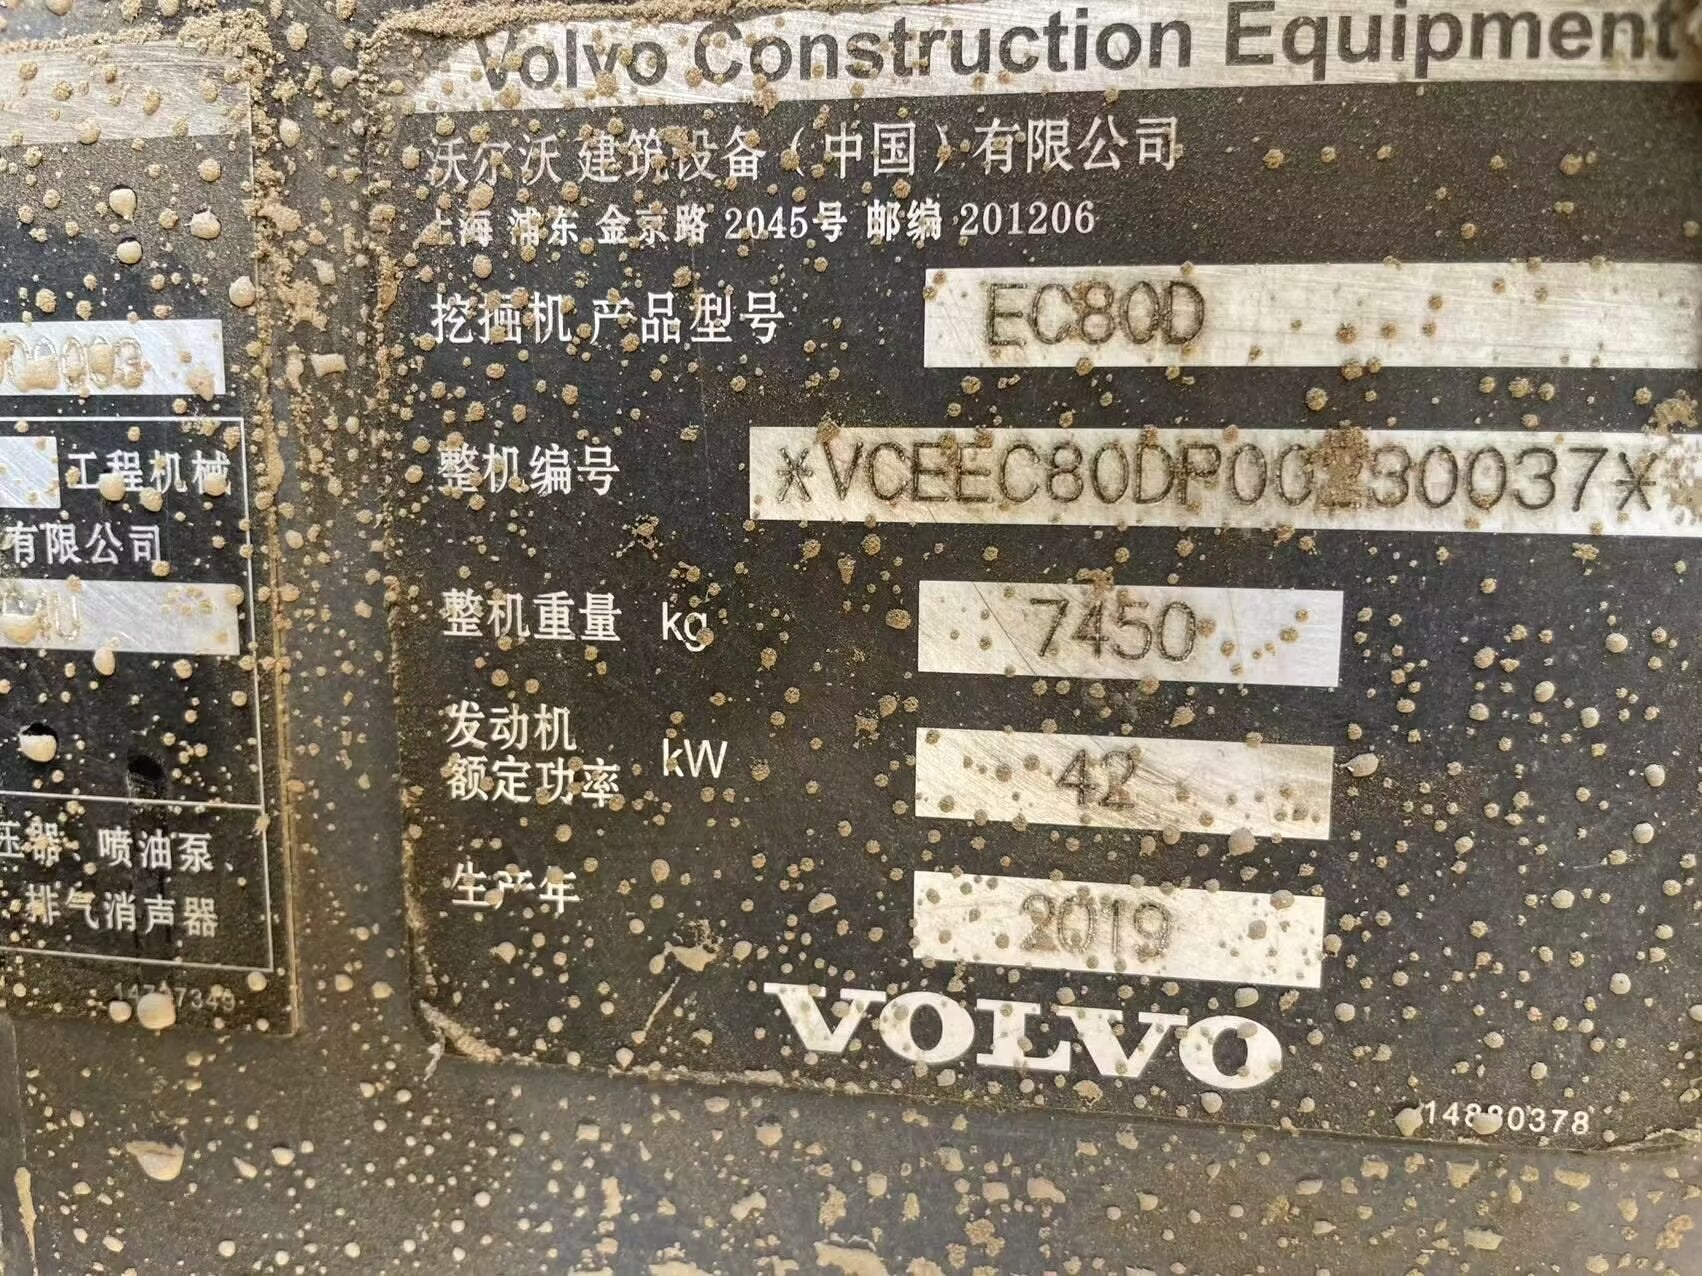 Volvo Construction Equipment
沃尔沃 建筑设备（中国）有限公司
上海 浦东 金京路 2045号 邮编 201206
挖掘机 产品型号 EC80D
整机编号
整机重量 kg 7450
发动机
额定功率 kW 42
生产年 2019
VOLVO
工程机械
有限公司
喷油泵、
排气消声器